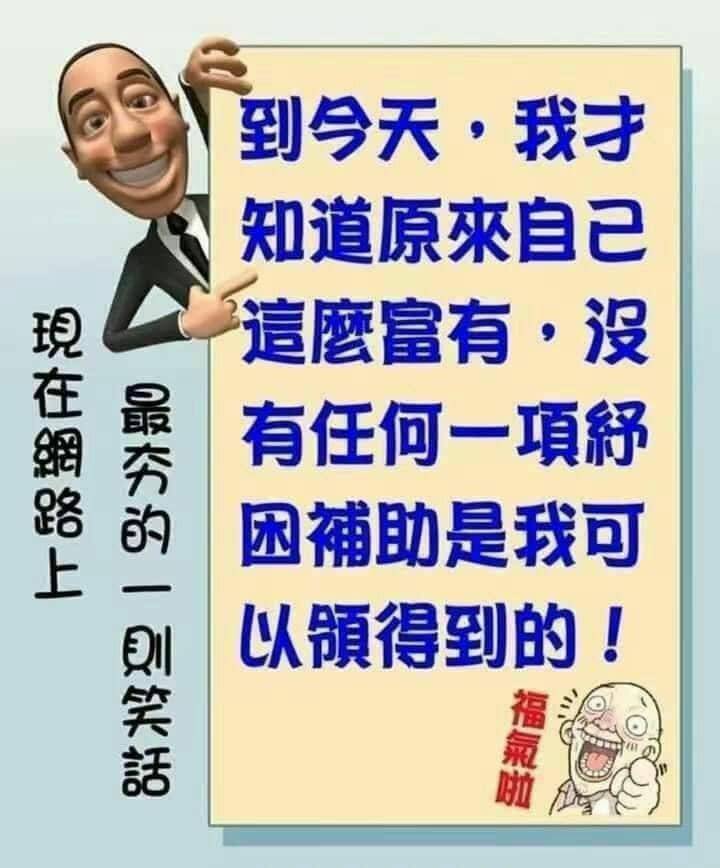 現在網路上
最夯的一則笑話
到今天，我才
知道原來自己
這麼富有，沒
有任何一項紓
困補助是我可
以領得到的！
福氣啦